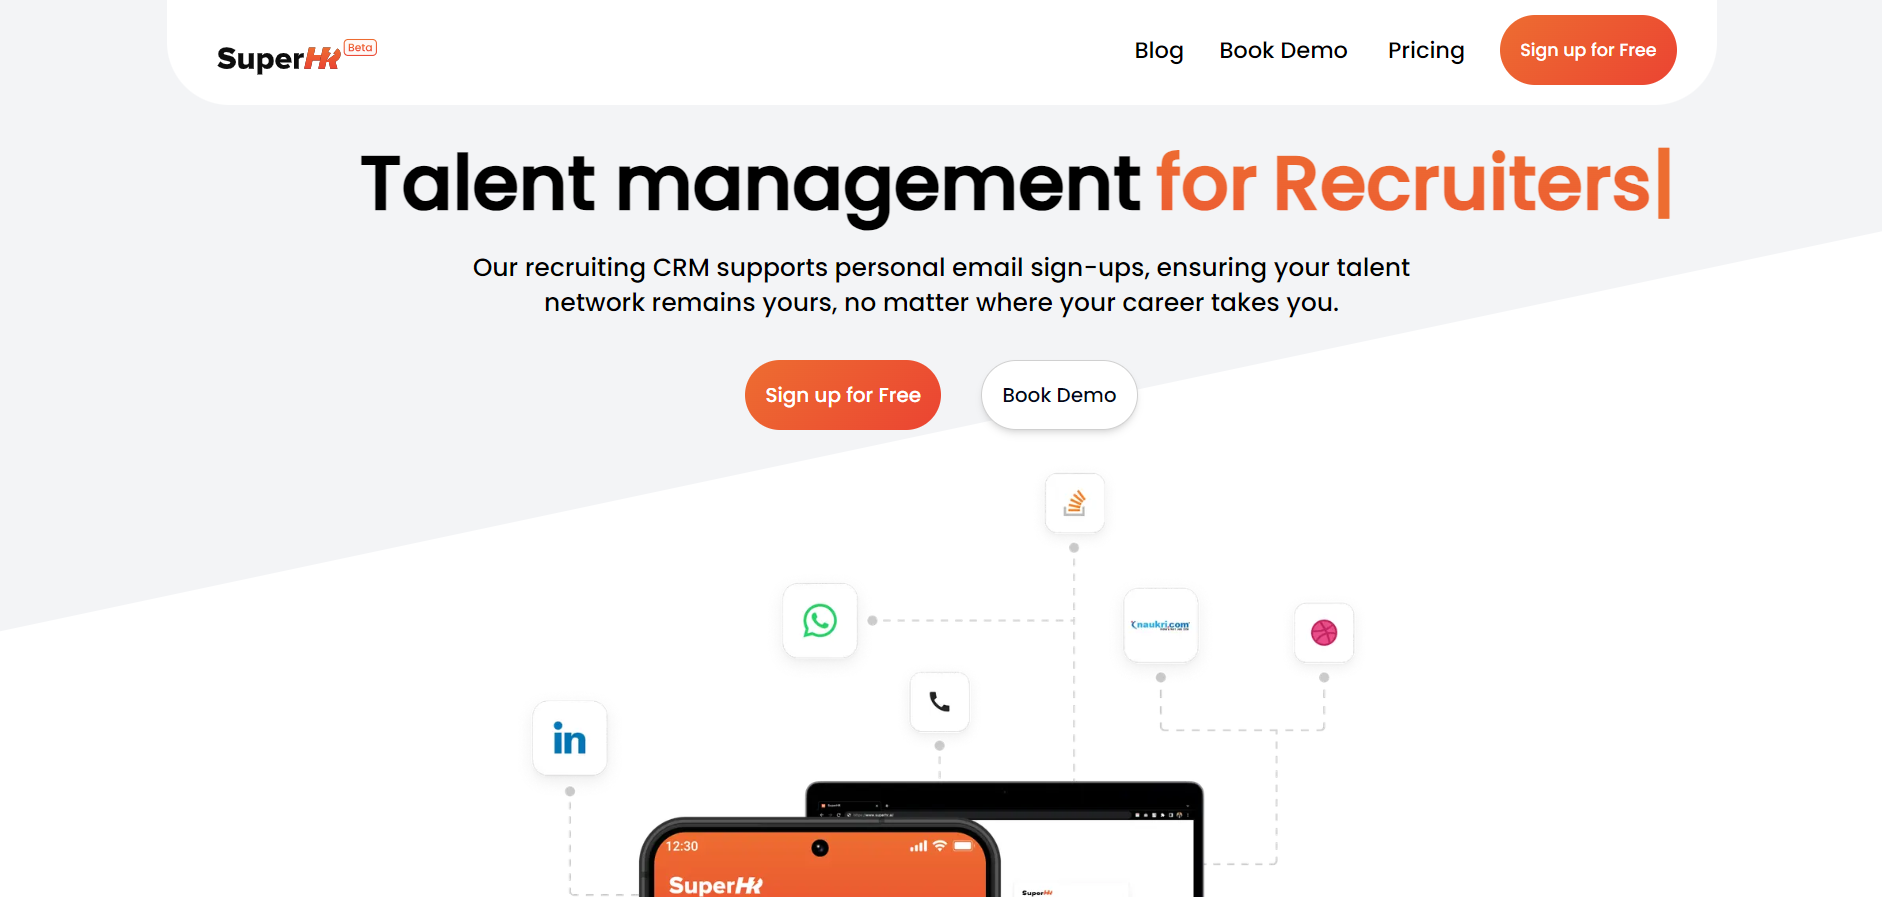 SuperHR Beta
Blog
Book Demo
Pricing
Sign up for Free
Talent management for Recruiters|
Our recruiting CRM supports personal email sign-ups, ensuring your talent
network remains yours, no matter where your career takes you.
Sign up for Free
Book Demo
naukri.com
in
12:30
SuperHR
SuperHR